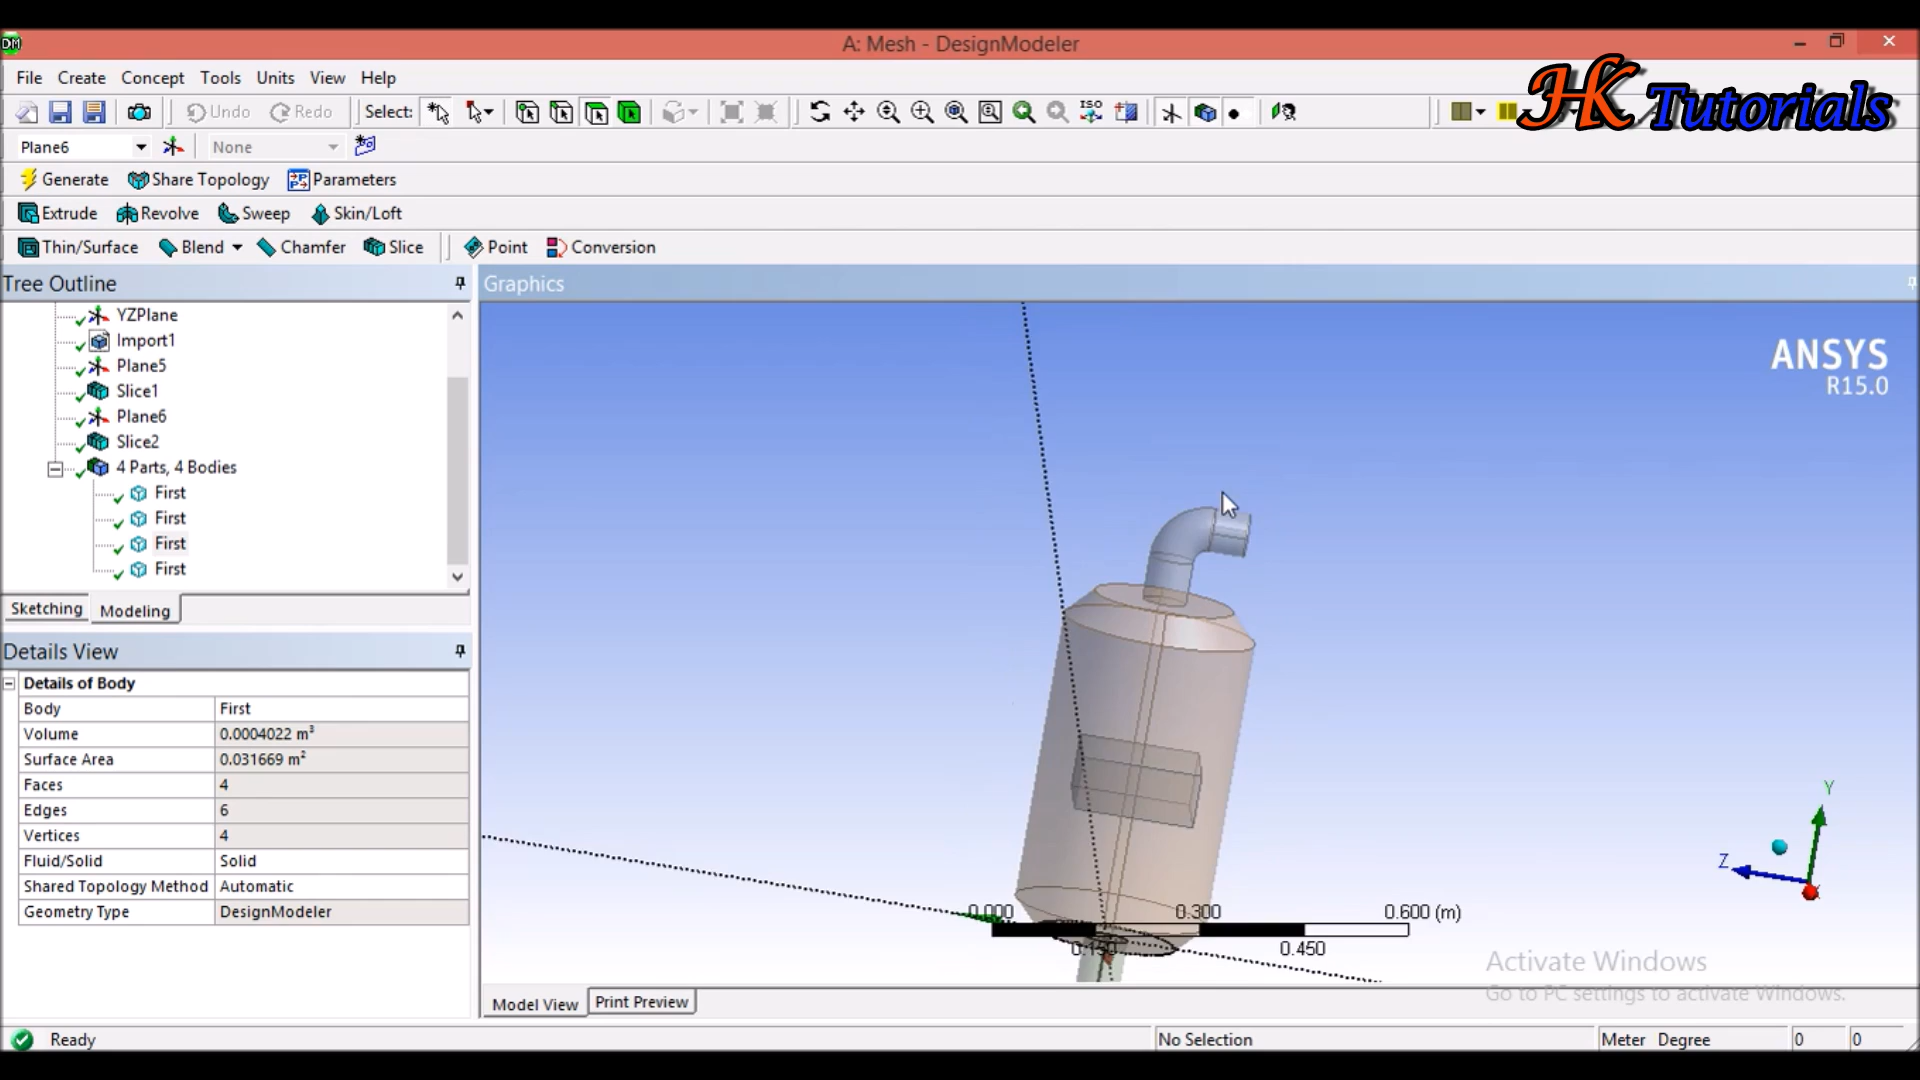 DM
A: Mesh - DesignModeler
File Create Concept Tools Units View Help
HK Tutorials
Undo Redo Select: ISO
Plane6 None
Generate Share Topology Parameters
Extrude Revolve Sweep Skin/Loft
Thin/Surface Blend Chamfer Slice Point Conversion
Tree Outline
Graphics
YZPlane
Import1
Plane5
Slice1
Plane6
Slice2
4 Parts, 4 Bodies
First
First
First
First
Sketching Modeling
Details View
Details of Body
Body First
Volume 0.0004022 m³
Surface Area 0.031669 m²
Faces 4
Edges 6
Vertices 4
Fluid/Solid Solid
Shared Topology Method Automatic
Geometry Type DesignModeler
ANSYS
R15.0
Y
Z
0.000 0.300 0.600 (m)
0.150 0.450
Activate Windows
Go to PC settings to activate Windows.
Model View Print Preview
Ready No Selection Meter Degree 0 0